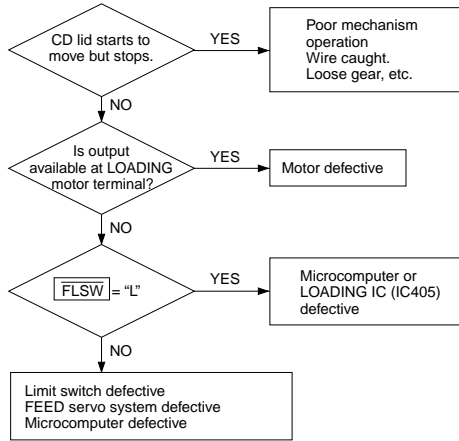 CD lid starts to
move but stops.
YES
Poor mechanism
operation
Wire caught.
Loose gear, etc.
NO
Is output
available at LOADING
motor terminal?
YES
Motor defective
NO
FLSW = “L”
YES
Microcomputer or
LOADING IC (IC405)
defective
NO
Limit switch defective
FEED servo system defective
Microcomputer defective